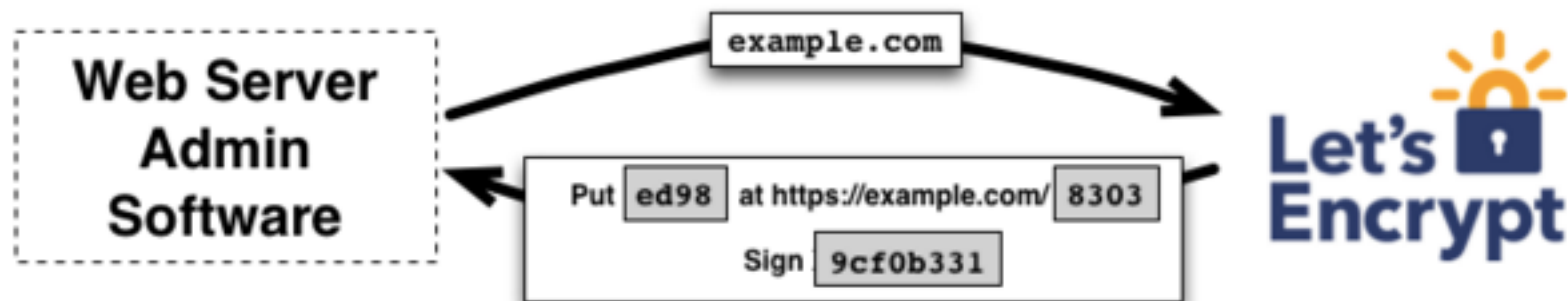 example.com
Web Server
Admin
Software
Put ed98 at https://example.com/ 8303
Sign 9cf0b331
Let's
Encrypt